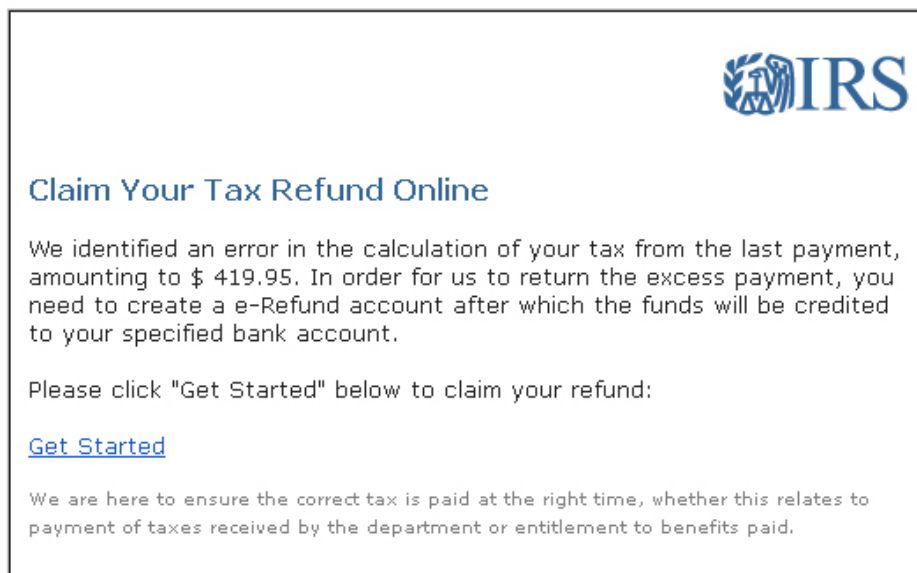 IRS
Claim Your Tax Refund Online
We identified an error in the calculation of your tax from the last payment,
amounting to $ 419.95. In order for us to return the excess payment, you
need to create a e-Refund account after which the funds will be credited
to your specified bank account.
Please click "Get Started" below to claim your refund:
Get Started
We are here to ensure the correct tax is paid at the right time, whether this relates to
payment of taxes received by the department or entitlement to benefits paid.